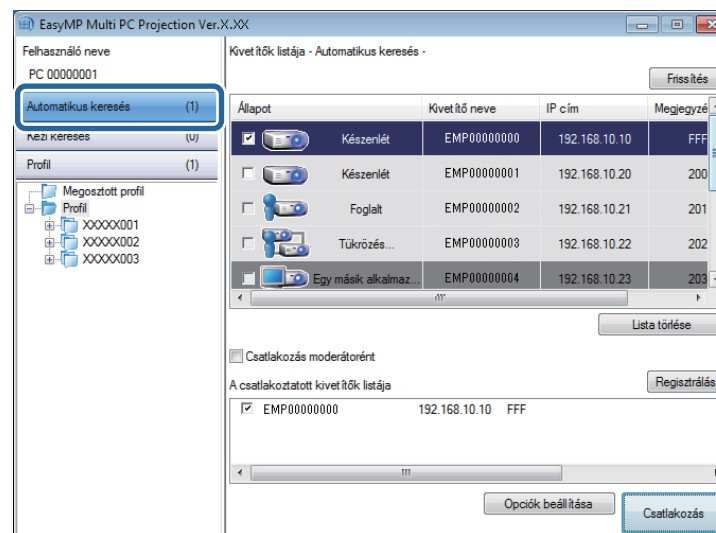 EasyMP Multi PC Projection Ver.X.XX
Felhasználó neve
PC 00000001
Automatikus keresés (1)
Kézi keresés (0)
Profil (1)
Megosztott profil
Profil
XXXXX001
XXXXX002
XXXXX003
Kivetítők listája - Automatikus keresés -
Frissítés
Állapot Kivetítő neve IP cím Megjegyzé
Készenlét EMP00000000 192.168.10.10 FFF
Készenlét EMP00000001 192.168.10.20 200
Foglalt EMP00000002 192.168.10.21 201
Tükrözés... EMP00000003 192.168.10.22 202
Egy másik alkalmaz... EMP00000004 192.168.10.23 203
Lista törlése
Csatlakozás moderátorént
A csatlakoztatott kivetítők listája
Regisztrálás
EMP00000000 192.168.10.10 FFF
Opciók beállítása
Csatlakozás